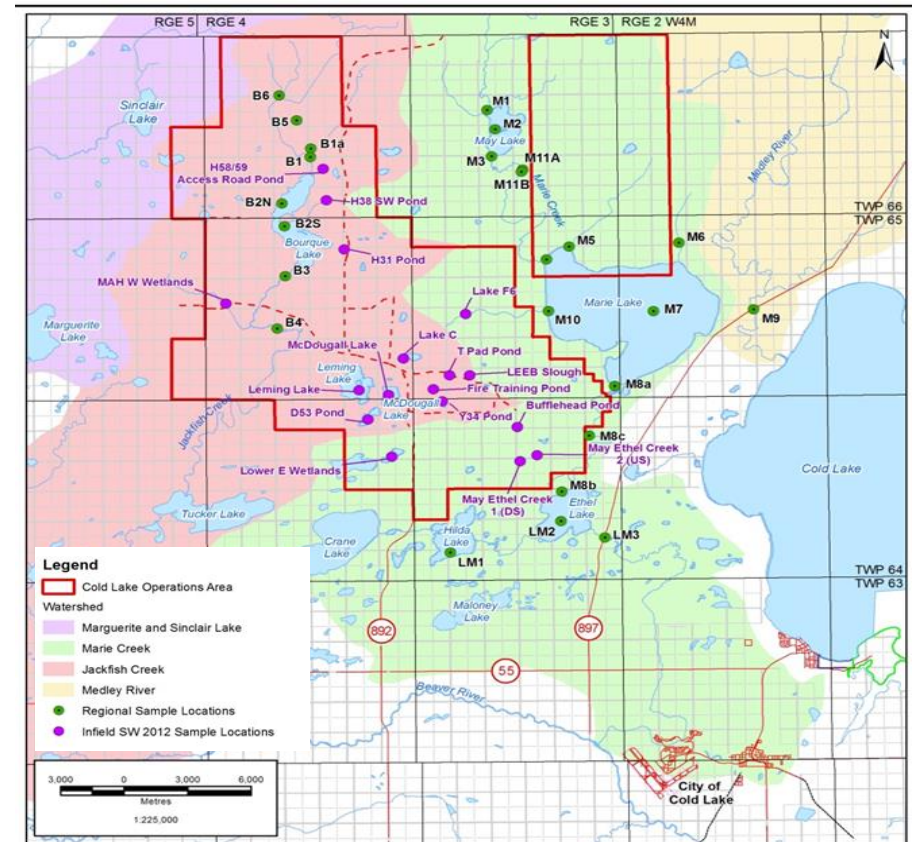 RGE 5
RGE 4
RGE 3
RGE 2 W4M
N
Sinclair
Lake
B6
B5
B1a
B1
H58/59
Access Road Pond
H38 SW Pond
B2N
B2S
Bourque
Lake
H31 Pond
B3
MAH W Wetlands
Marguerite
Lake
B4
M1
M2
May Lake
M3
M11A
M11B
Marie Creek
Medley River
TWP 66
TWP 65
M5
M6
Marie Lake
M7
M10
M9
Lake F6
Lake C
McDougall Lake
T Pad Pond
LEEB Slough
Leming
Lake
Leming Lake
Fire Training Pond
McDougall
Lake
M8a
Jackfish Creek
D53 Pond
Y34 Pond
Bufflehead Pond
M8c
Cold Lake
May Ethel Creek
2 (US)
Lower E Wetlands
May Ethel Creek
1 (DS)
M8b
Ethel
Lake
Tucker Lake
Crane
Lake
Hilda
Lake
LM2
LM3
LM1
TWP 64
TWP 63
Maloney
Lake
892
897
55
Beaver River
City of
Cold Lake
Legend
Cold Lake Operations Area
Watershed
Marguerite and Sinclair Lake
Marie Creek
Jackfish Creek
Medley River
Regional Sample Locations
Infield SW 2012 Sample Locations
3,000 0 3,000 6,000
Metres
1:225,000